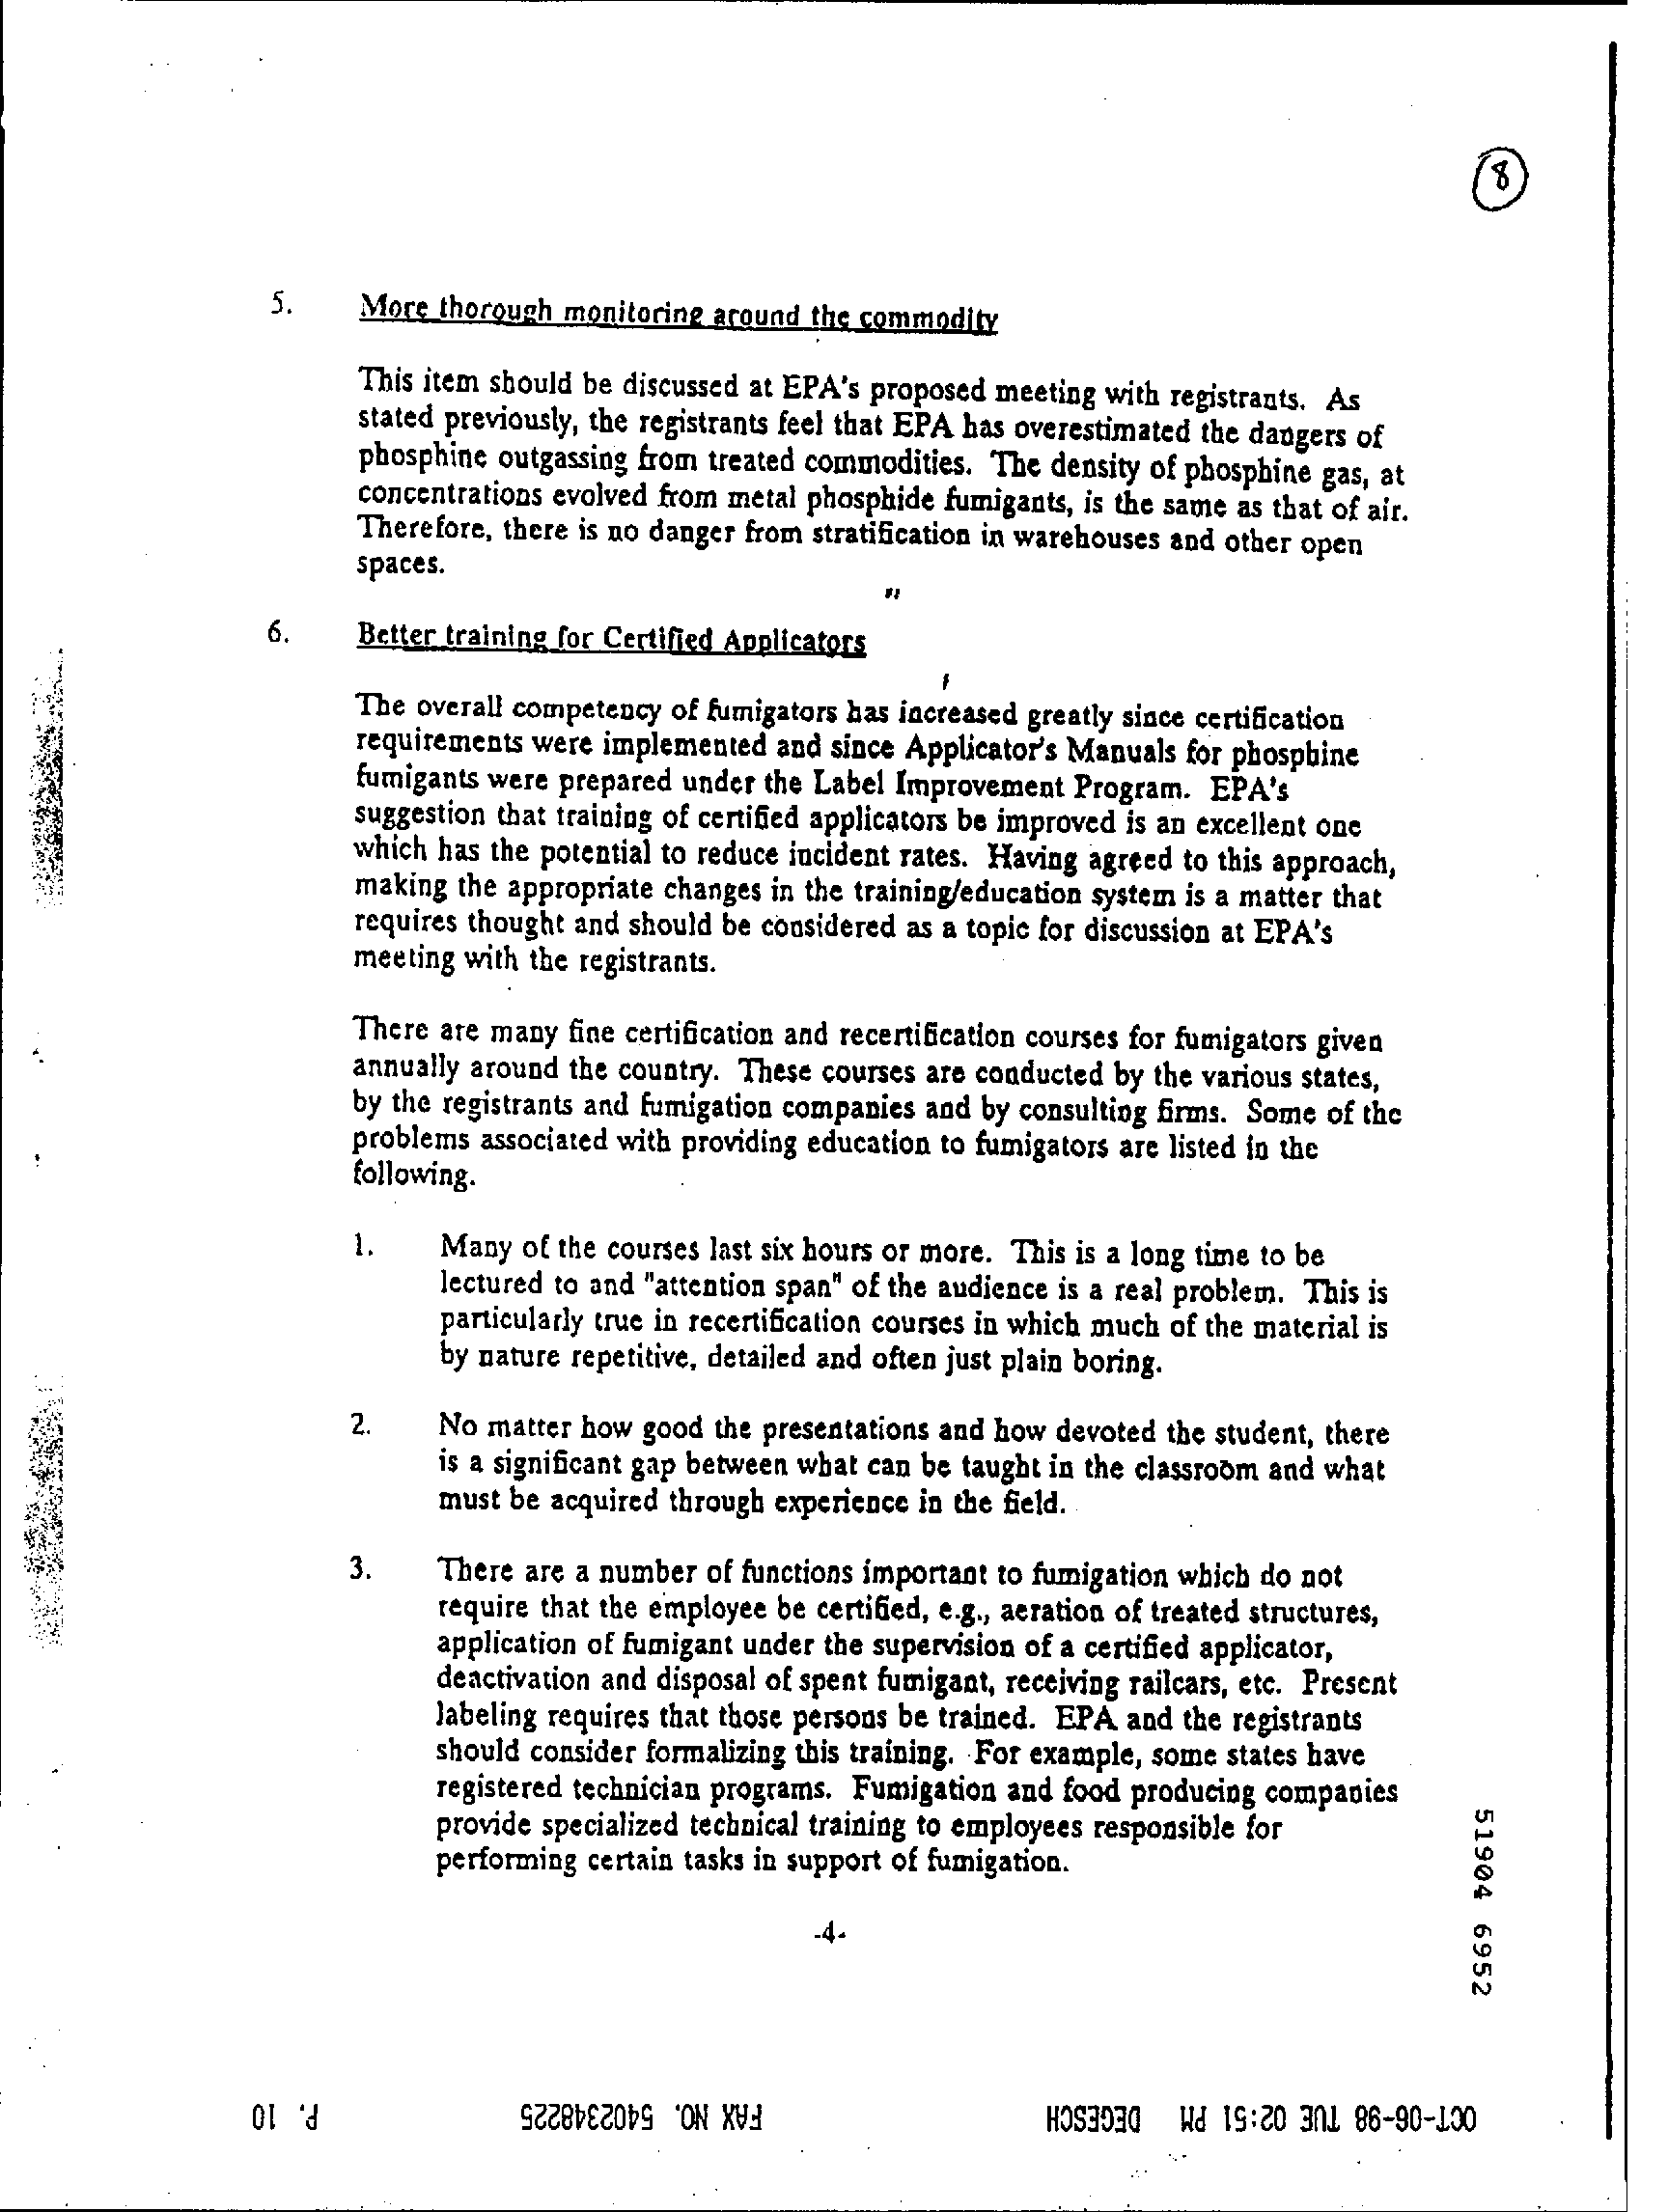 8
5. More thorough monitoring around the commodity
This item should be discussed at EPA's proposed meeting with registrants. As
stated previously, the registrants feel that EPA has overestimated the dangers of
phosphine outgassing from treated commodities. The density of phosphine gas, at
concentrations evolved from metal phosphide fumigants, is the same as that of air.
Therefore, there is no danger from stratification in warehouses and other open
spaces.
6. Better training for Certified Applicators
The overall competency of fumigators has increased greatly since certification
requirements were implemented and since Applicator's Manuals for phosphine
fumigants were prepared under the Label Improvement Program. EPA's
suggestion that training of certified applicators be improved is an excellent one
which has the potential to reduce incident rates. Having agreed to this approach,
making the appropriate changes in the training/education system is a matter that
requires thought and should be considered as a topic for discussion at EPA's
meeting with the registrants.
There are many fine certification and recertification courses for fumigators given
annually around the country. These courses are conducted by the various states,
by the registrants and fumigation companies and by consulting firms. Some of the
problems associated with providing education to fumigators are listed in the
following.
1. Many of the courses last six hours or more. This is a long time to be
lectured to and "attention span" of the audience is a real problem. This is
particularly true in recertification courses in which much of the material is
by nature repetitive, detailed and often just plain boring.
2. No matter how good the presentations and how devoted the student, there
is a significant gap between what can be taught in the classroom and what
must be acquired through experience in the field.
3. There are a number of functions important to fumigation which do not
require that the employee be certified, e.g., aeration of treated structures,
application of fumigant under the supervision of a certified applicator,
deactivation and disposal of spent fumigant, receiving railcars, etc. Present
labeling requires that those persons be trained. EPA and the registrants
should consider formalizing this training. For example, some states have
registered technician programs. Fumigation and food producing companies
provide specialized technical training to employees responsible for
performing certain tasks in support of fumigation.
-4-
51904 6952
OCT-06-98 TUE 02:51 PM DEGESCH FAX NO. 5402348225 P. 10